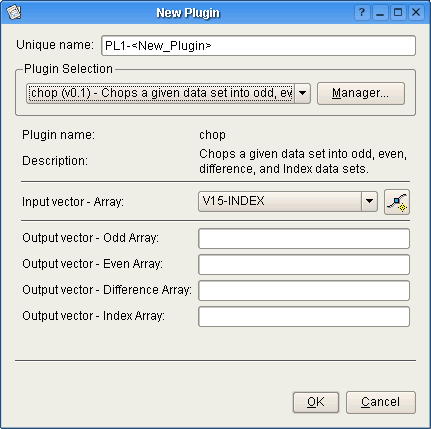 New Plugin
?
Unique name: PL1-<New_Plugin>
Plugin Selection
chop (v0.1) - Chops a given data set into odd, ev
Manager...
Plugin name: chop
Description: Chops a given data set into odd, even,
difference, and Index data sets.
Input vector - Array: V15-INDEX
Output vector - Odd Array:
Output vector - Even Array:
Output vector - Difference Array:
Output vector - Index Array:
OK Cancel